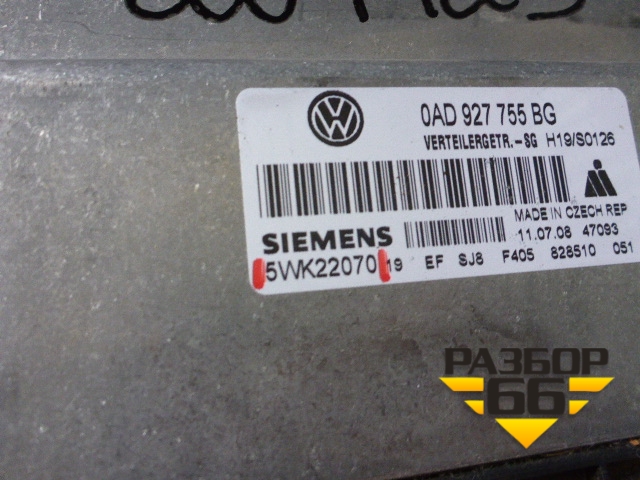 0AD 927 755 BG
VERTEILERGETR.-SG H19/S0126
MADE IN CZECH REP
SIEMENS 11.07.08 47093
5WK22070 19 EF SJ8 F405 828510 051
РАЗБОР
66